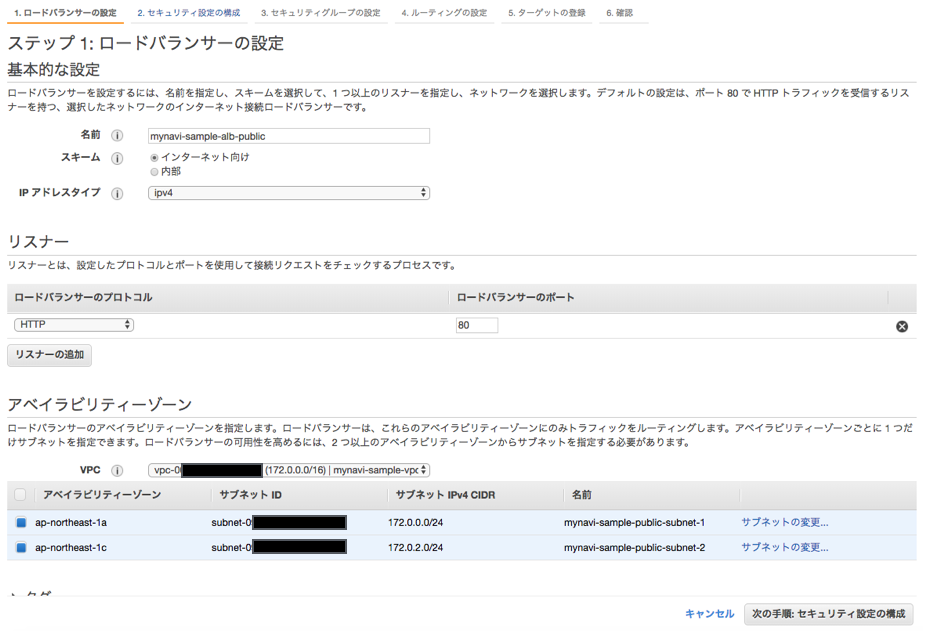 1. ロードバランサーの設定 2. セキュリティ設定の構成 3. セキュリティグループの設定 4. ルーティングの設定 5. ターゲットの登録 6. 確認
ステップ 1: ロードバランサーの設定
基本的な設定
ロードバランサーを設定するには、名前を指定し、スキームを選択して、1 つ以上のリスナーを指定し、ネットワークを選択します。デフォルトの設定は、ポート 80 で HTTP トラフィックを受信するリス
ナーを持つ、選択したネットワークのインターネット接続ロードバランサーです。
名前 i mynavi-sample-alb-public
スキーム i インターネット向け
内部
IP アドレスタイプ i ipv4
リスナー
リスナーとは、設定したプロトコルとポートを使用して接続リクエストをチェックするプロセスです。
ロードバランサーのプロトコル ロードバランサーのポート
HTTP 80
リスナーの追加
アベイラビリティーゾーン
ロードバランサーのアベイラビリティーゾーンを指定します。ロードバランサーは、これらのアベイラビリティーゾーンにのみトラフィックをルーティングします。アベイラビリティーゾーンごとに 1 つだ
けサブネットを指定できます。ロードバランサーの可用性を高めるには、2 つ以上のアベイラビリティーゾーンからサブネットを指定する必要があります。
VPC i vpc-0 (172.0.0.0/16) | mynavi-sample-vpc
アベイラビリティーゾーン サブネット ID サブネット IPv4 CIDR 名前
ap-northeast-1a subnet-0 172.0.0.0/24 mynavi-sample-public-subnet-1 サブネットの変更...
ap-northeast-1c subnet-0 172.0.2.0/24 mynavi-sample-public-subnet-2 サブネットの変更...
タグ
キャンセル 次の手順: セキュリティ設定の構成